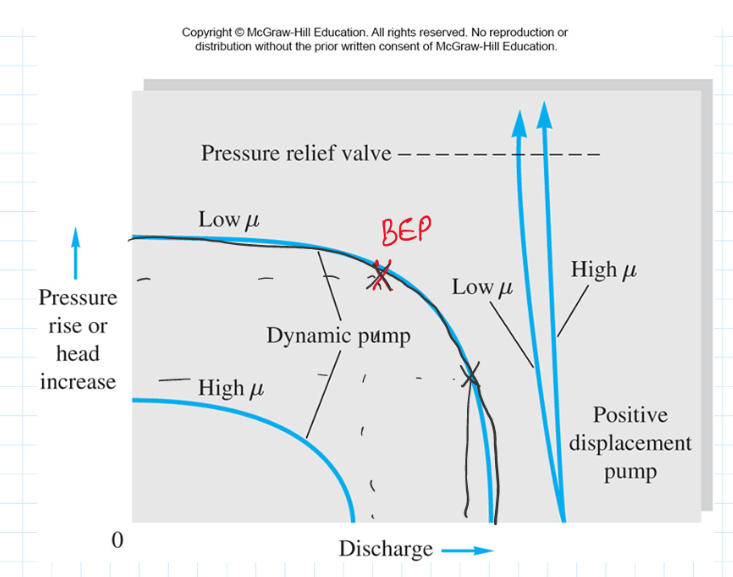 Copyright © McGraw-Hill Education. All rights reserved. No reproduction or
distribution without the prior written consent of McGraw-Hill Education.
Pressure relief valve
Low μ
BEP
Low μ
High μ
Pressure
rise or
head
increase
Dynamic pump
High μ
Positive
displacement
pump
0
Discharge